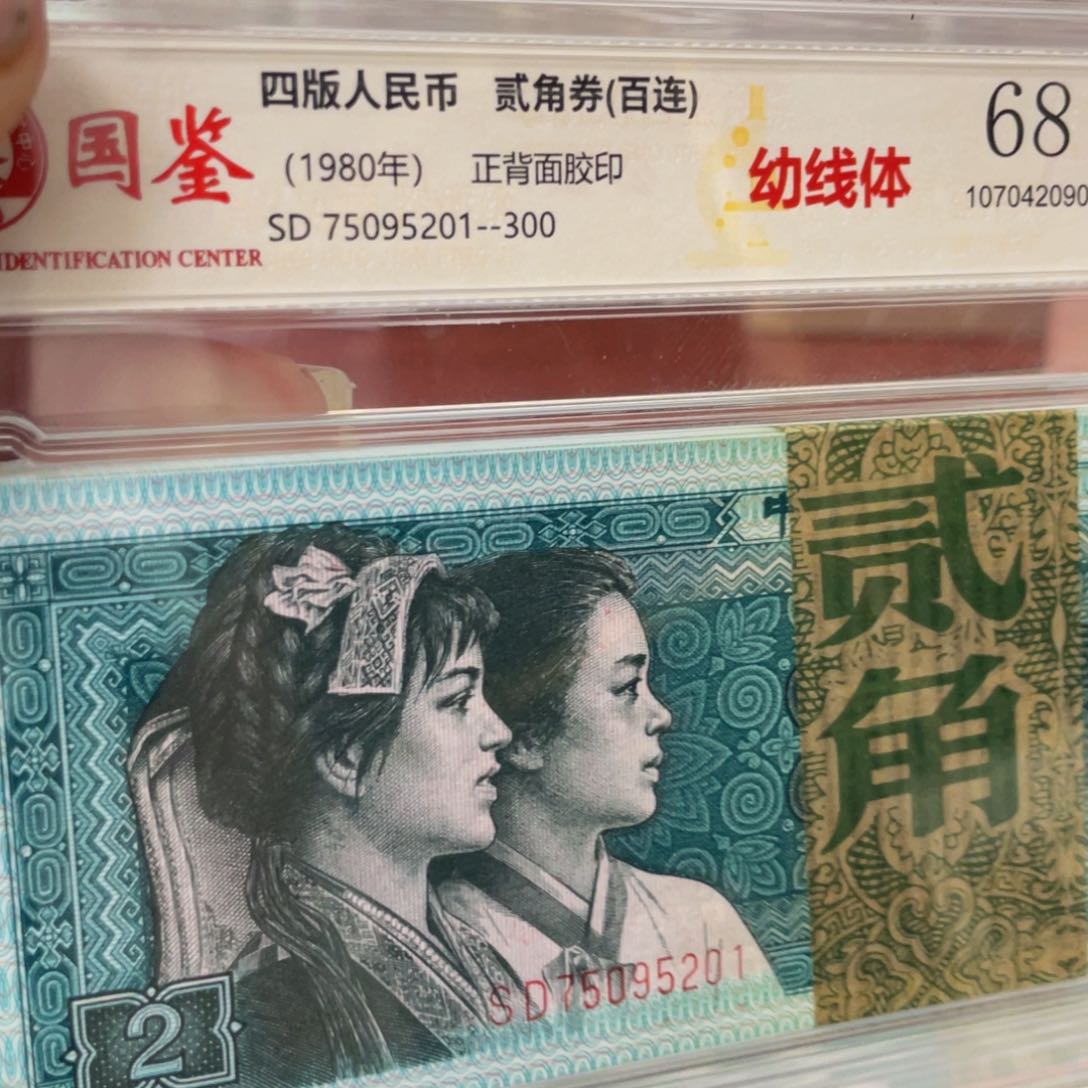 四版人民币 贰角券(百连)
国鉴
(1980年) 正背面胶印
SD 75095201--300
IDENTIFICATION CENTER
幼线体
68
107042090
贰角
SD75095201
2